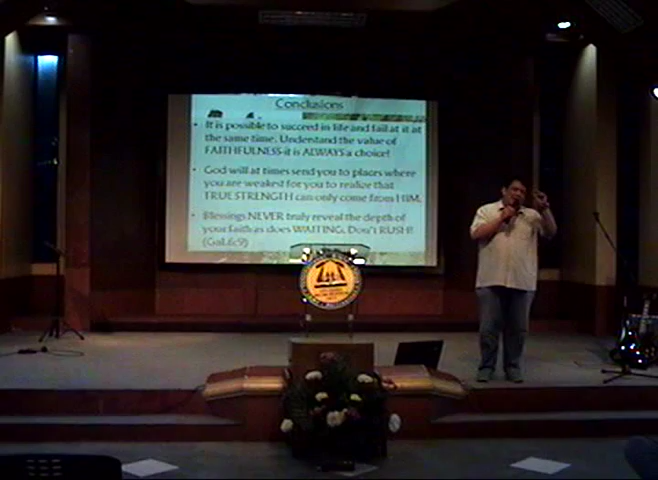 Conclusions
• It is possible to succeed in life and fail at it at
the same time. Understand the value of
FAITHFULNESS-it is ALWAYS a choice!
• God will at times send you to places where
you are weakest for you to realize that
TRUE STRENGTH can only come from HIM.
• Blessings NEVER truly reveal the depth of
your faith as does WAITING. Don't RUSH!
(Gal.6:9)